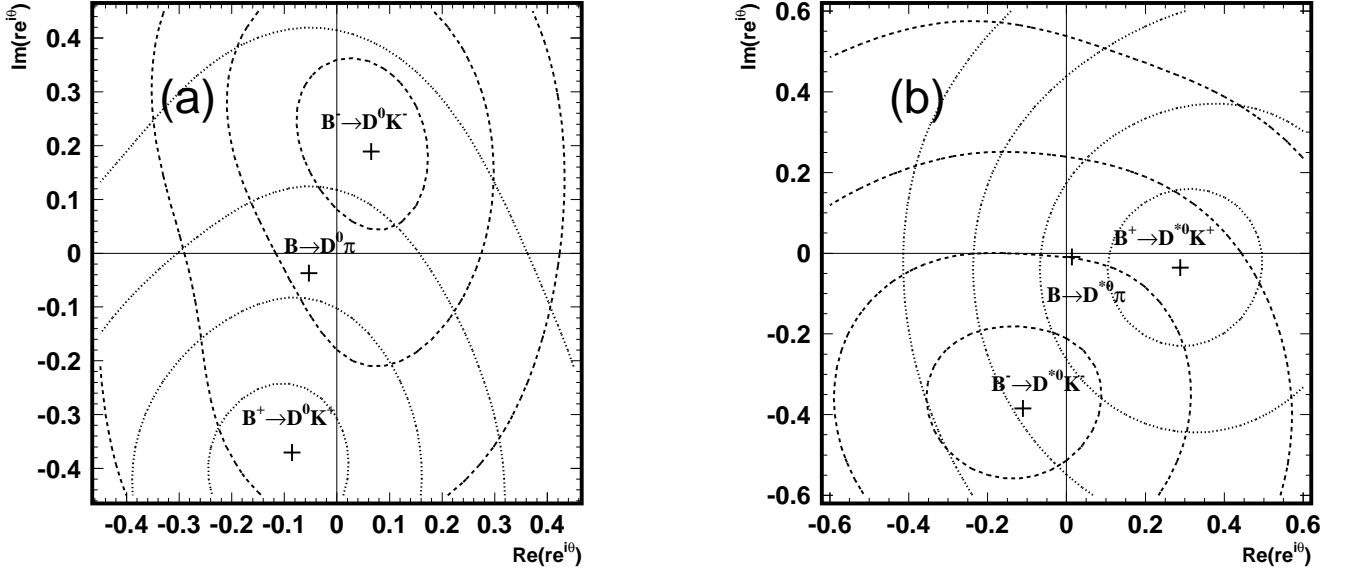 Im(re^{iθ})
0.4
0.3
0.2
0.1
0
-0.1
-0.2
-0.3
-0.4
-0.4 -0.3 -0.2 -0.1 0 0.1 0.2 0.3 0.4
Re(re^{iθ})
(a)
B⁻→D⁰K⁻
B→D⁰π
B⁺→D⁰K⁺
Im(re^{iθ})
0.6
0.4
0.2
0
-0.2
-0.4
-0.6
-0.6 -0.4 -0.2 0 0.2 0.4 0.6
Re(re^{iθ})
(b)
B⁺→D*⁰K⁺
B→D*⁰π
B⁻→D*⁰K⁻